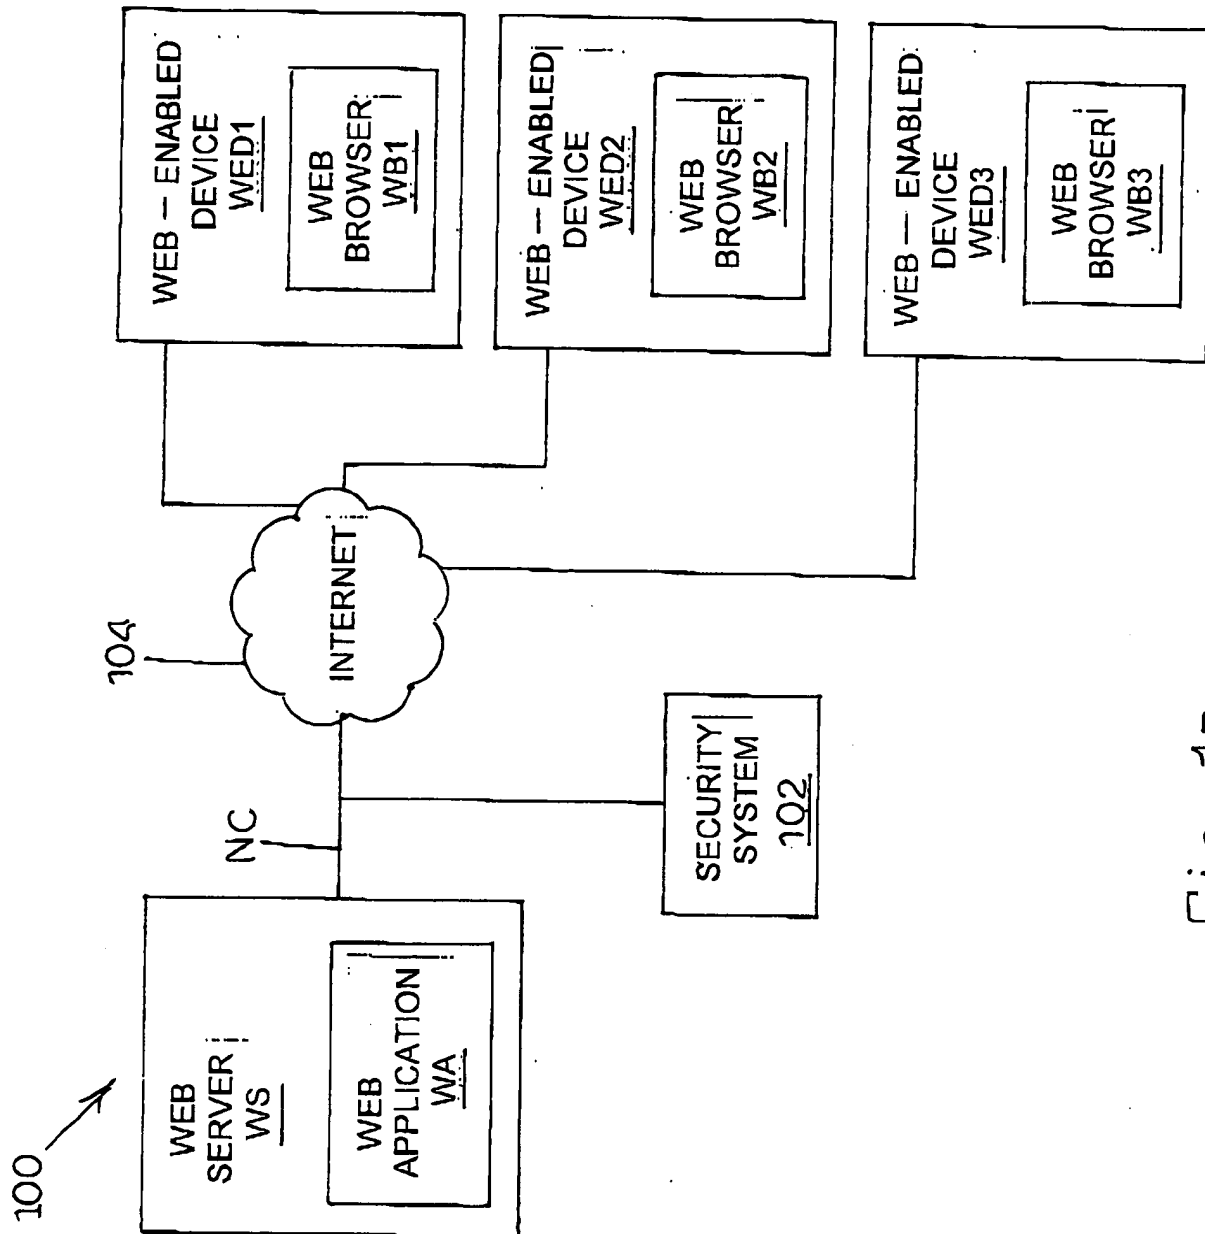 100
WEB
SERVER
WS
WEB
APPLICATION
WA
NC
SECURITY
SYSTEM
102
104
INTERNET
WEB — ENABLED
DEVICE
WED1
WEB
BROWSER
WB1
WEB — ENABLED
DEVICE
WED2
WEB
BROWSER
WB2
WEB — ENABLED
DEVICE
WED3
WEB
BROWSER
WB3